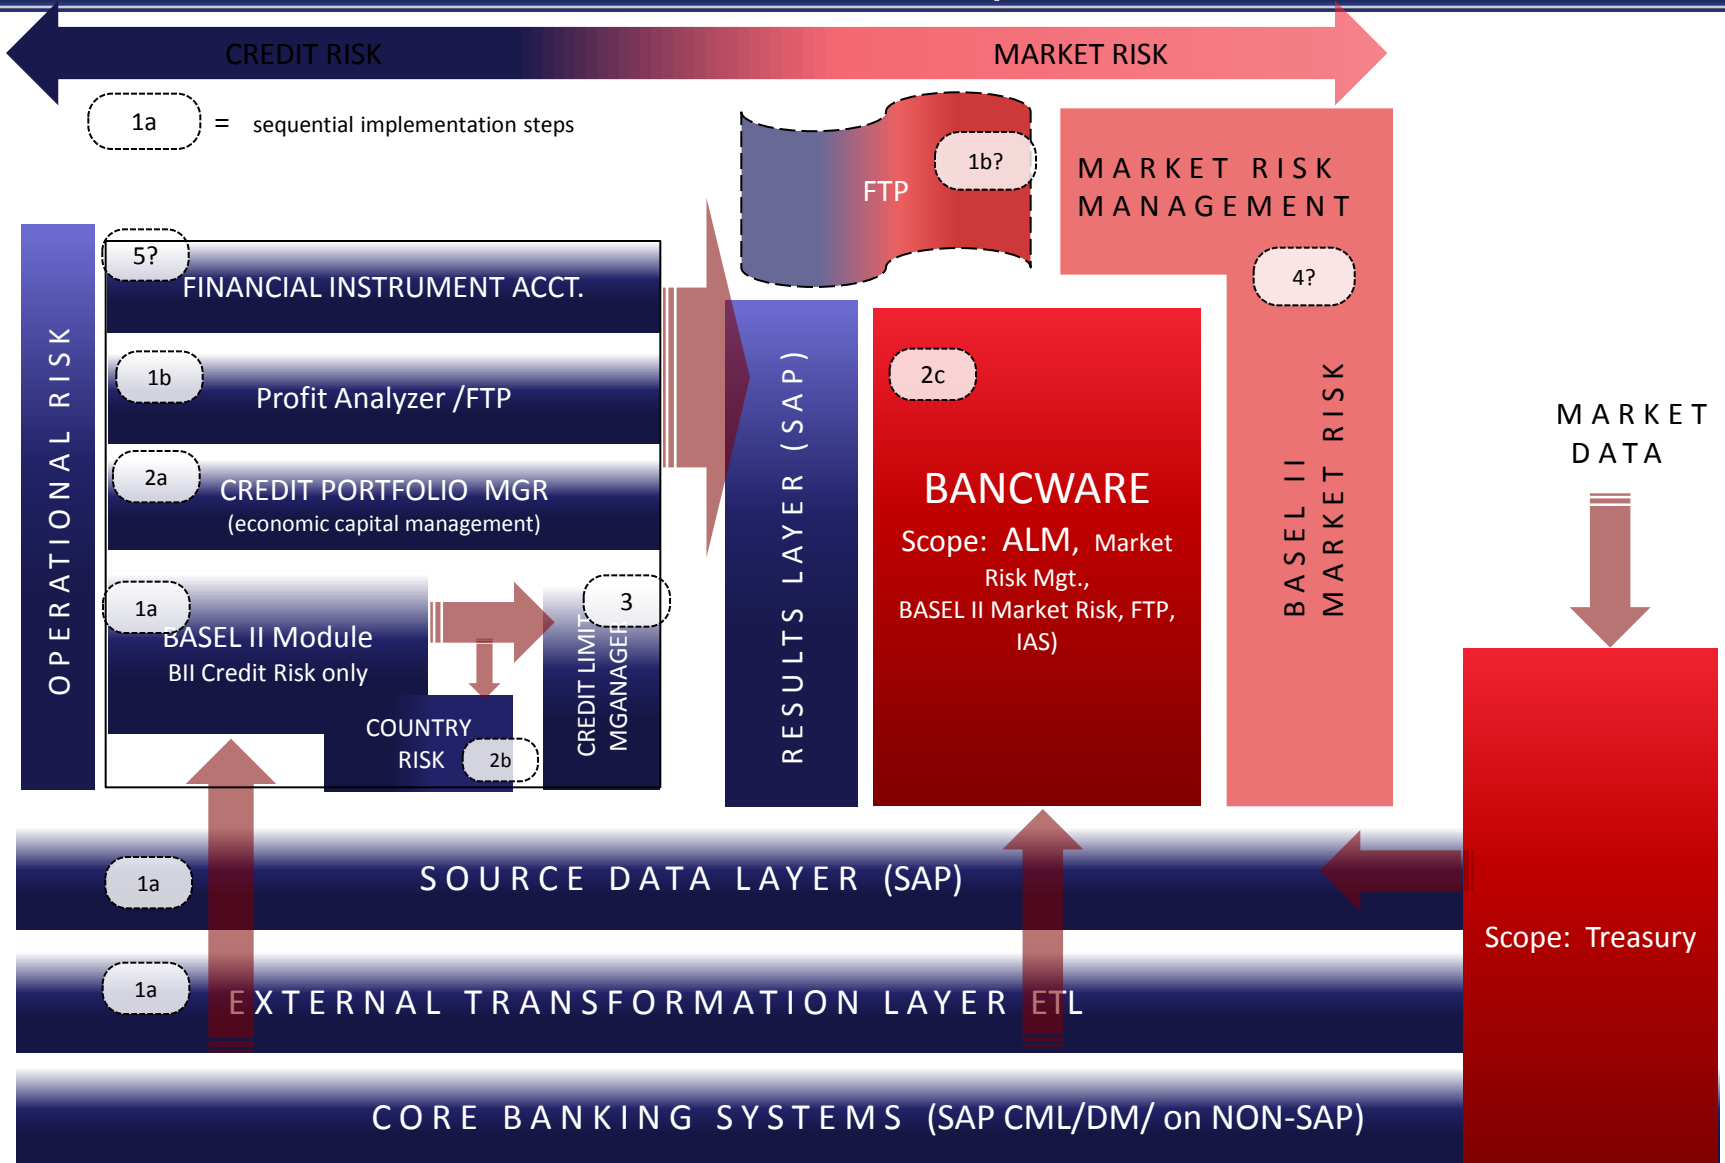 CREDIT RISK
MARKET RISK
1a
= sequential implementation steps
FTP
1b?
MARKET RISK
MANAGEMENT
4?
BASEL II
MARKET RISK
OPERATIONAL RISK
5?
FINANCIAL INSTRUMENT ACCT.
1b
Profit Analyzer /FTP
2a
CREDIT PORTFOLIO MGR
(economic capital management)
1a
BASEL II Module
BII Credit Risk only
COUNTRY
RISK
2b
3
CREDIT LIMIT
MGANAGER
RESULTS LAYER (SAP)
2c
BANCWARE
Scope: ALM, Market
Risk Mgt.,
BASEL II Market Risk, FTP,
IAS)
MARKET
DATA
Scope: Treasury
1a
SOURCE DATA LAYER (SAP)
1a
EXTERNAL TRANSFORMATION LAYER ETL
CORE BANKING SYSTEMS (SAP CML/DM/ on NON-SAP)